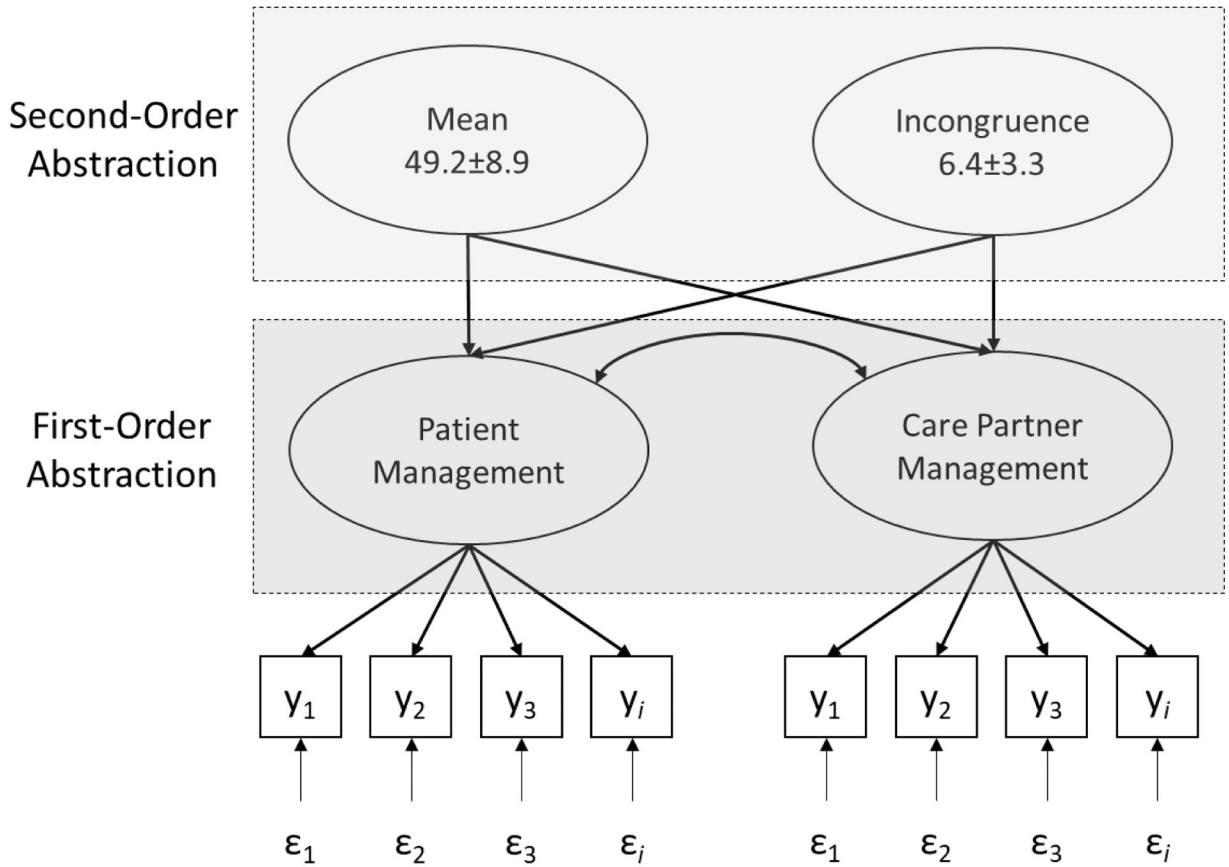 Second-Order
Abstraction
Mean
49.2±8.9
Incongruence
6.4±3.3
First-Order
Abstraction
Patient
Management
Care Partner
Management
y₁ y₂ y₃ yᵢ y₁ y₂ y₃ yᵢ
ε₁ ε₂ ε₃ εᵢ ε₁ ε₂ ε₃ εᵢ